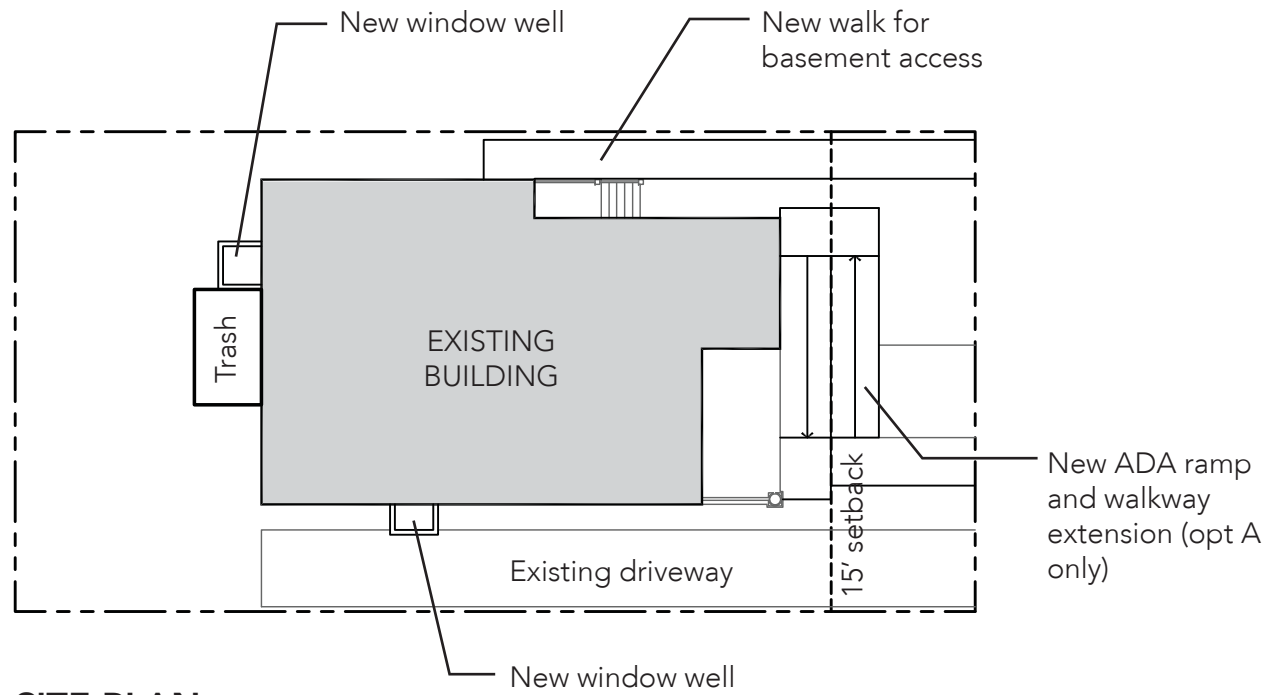 New window well
New walk for
basement access
Trash
EXISTING
BUILDING
15’ setback
New ADA ramp
and walkway
extension (opt A
only)
Existing driveway
New window well
SITE PLAN